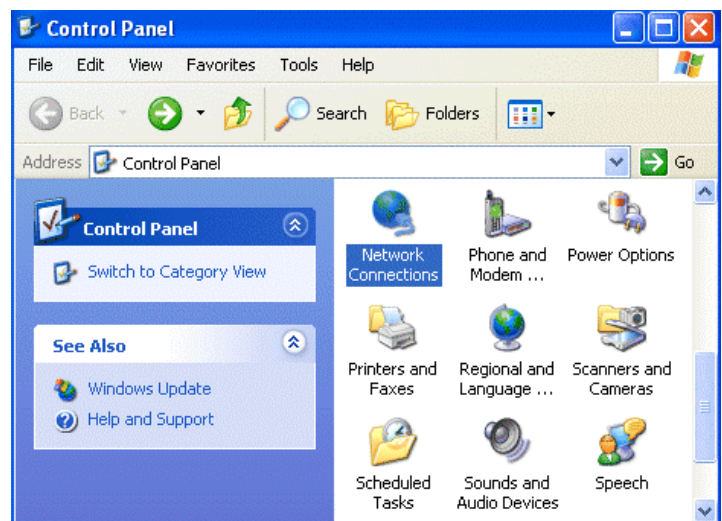 Control Panel
File Edit View Favorites Tools Help
Back Search Folders
Address Control Panel Go
Control Panel
Switch to Category View
See Also
Windows Update
Help and Support
Network
Connections
Phone and
Modem ...
Power Options
Printers and
Faxes
Regional and
Language ...
Scanners and
Cameras
Scheduled
Tasks
Sounds and
Audio Devices
Speech